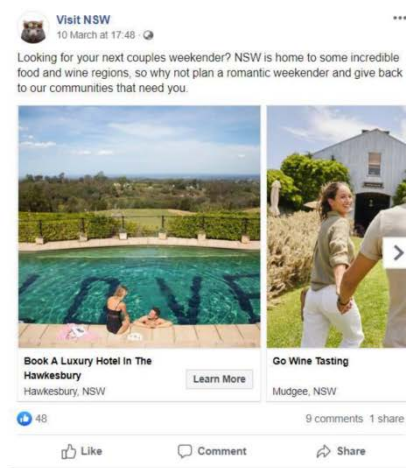 Visit NSW
10 March at 17:48 ·
Looking for your next couples weekender? NSW is home to some incredible
food and wine regions, so why not plan a romantic weekender and give back
to our communities that need you.
LOVE
Book A Luxury Hotel In The
Hawkesbury
Hawkesbury, NSW
Learn More
Go Wine Tasting
Mudgee, NSW
48
9 comments 1 share
Like
Comment
Share